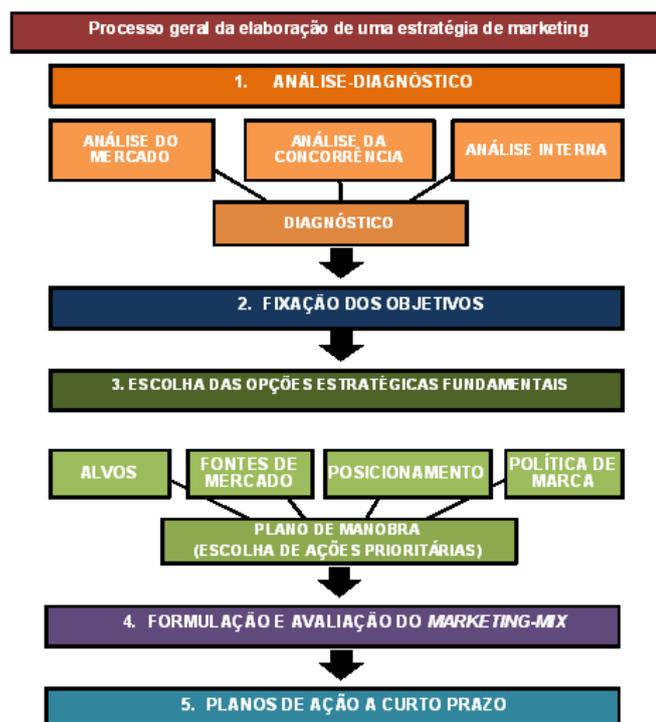 Processo geral da elaboração de uma estratégia de marketing
1. ANÁLISE-DIAGNÓSTICO
ANÁLISE DO
MERCADO
ANÁLISE DA
CONCORRÊNCIA
ANÁLISE INTERNA
DIAGNÓSTICO
2. FIXAÇÃO DOS OBJETIVOS
3. ESCOLHA DAS OPÇÕES ESTRATÉGICAS FUNDAMENTAIS
ALVOS
FONTES DE
MERCADO
POSICIONAMENTO
POLÍTICA DE
MARCA
PLANO DE MANOBRA
(ESCOLHA DE AÇÕES PRIORITÁRIAS)
4. FORMULAÇÃO E AVALIAÇÃO DO MARKETING-MIX
5. PLANOS DE AÇÃO A CURTO PRAZO